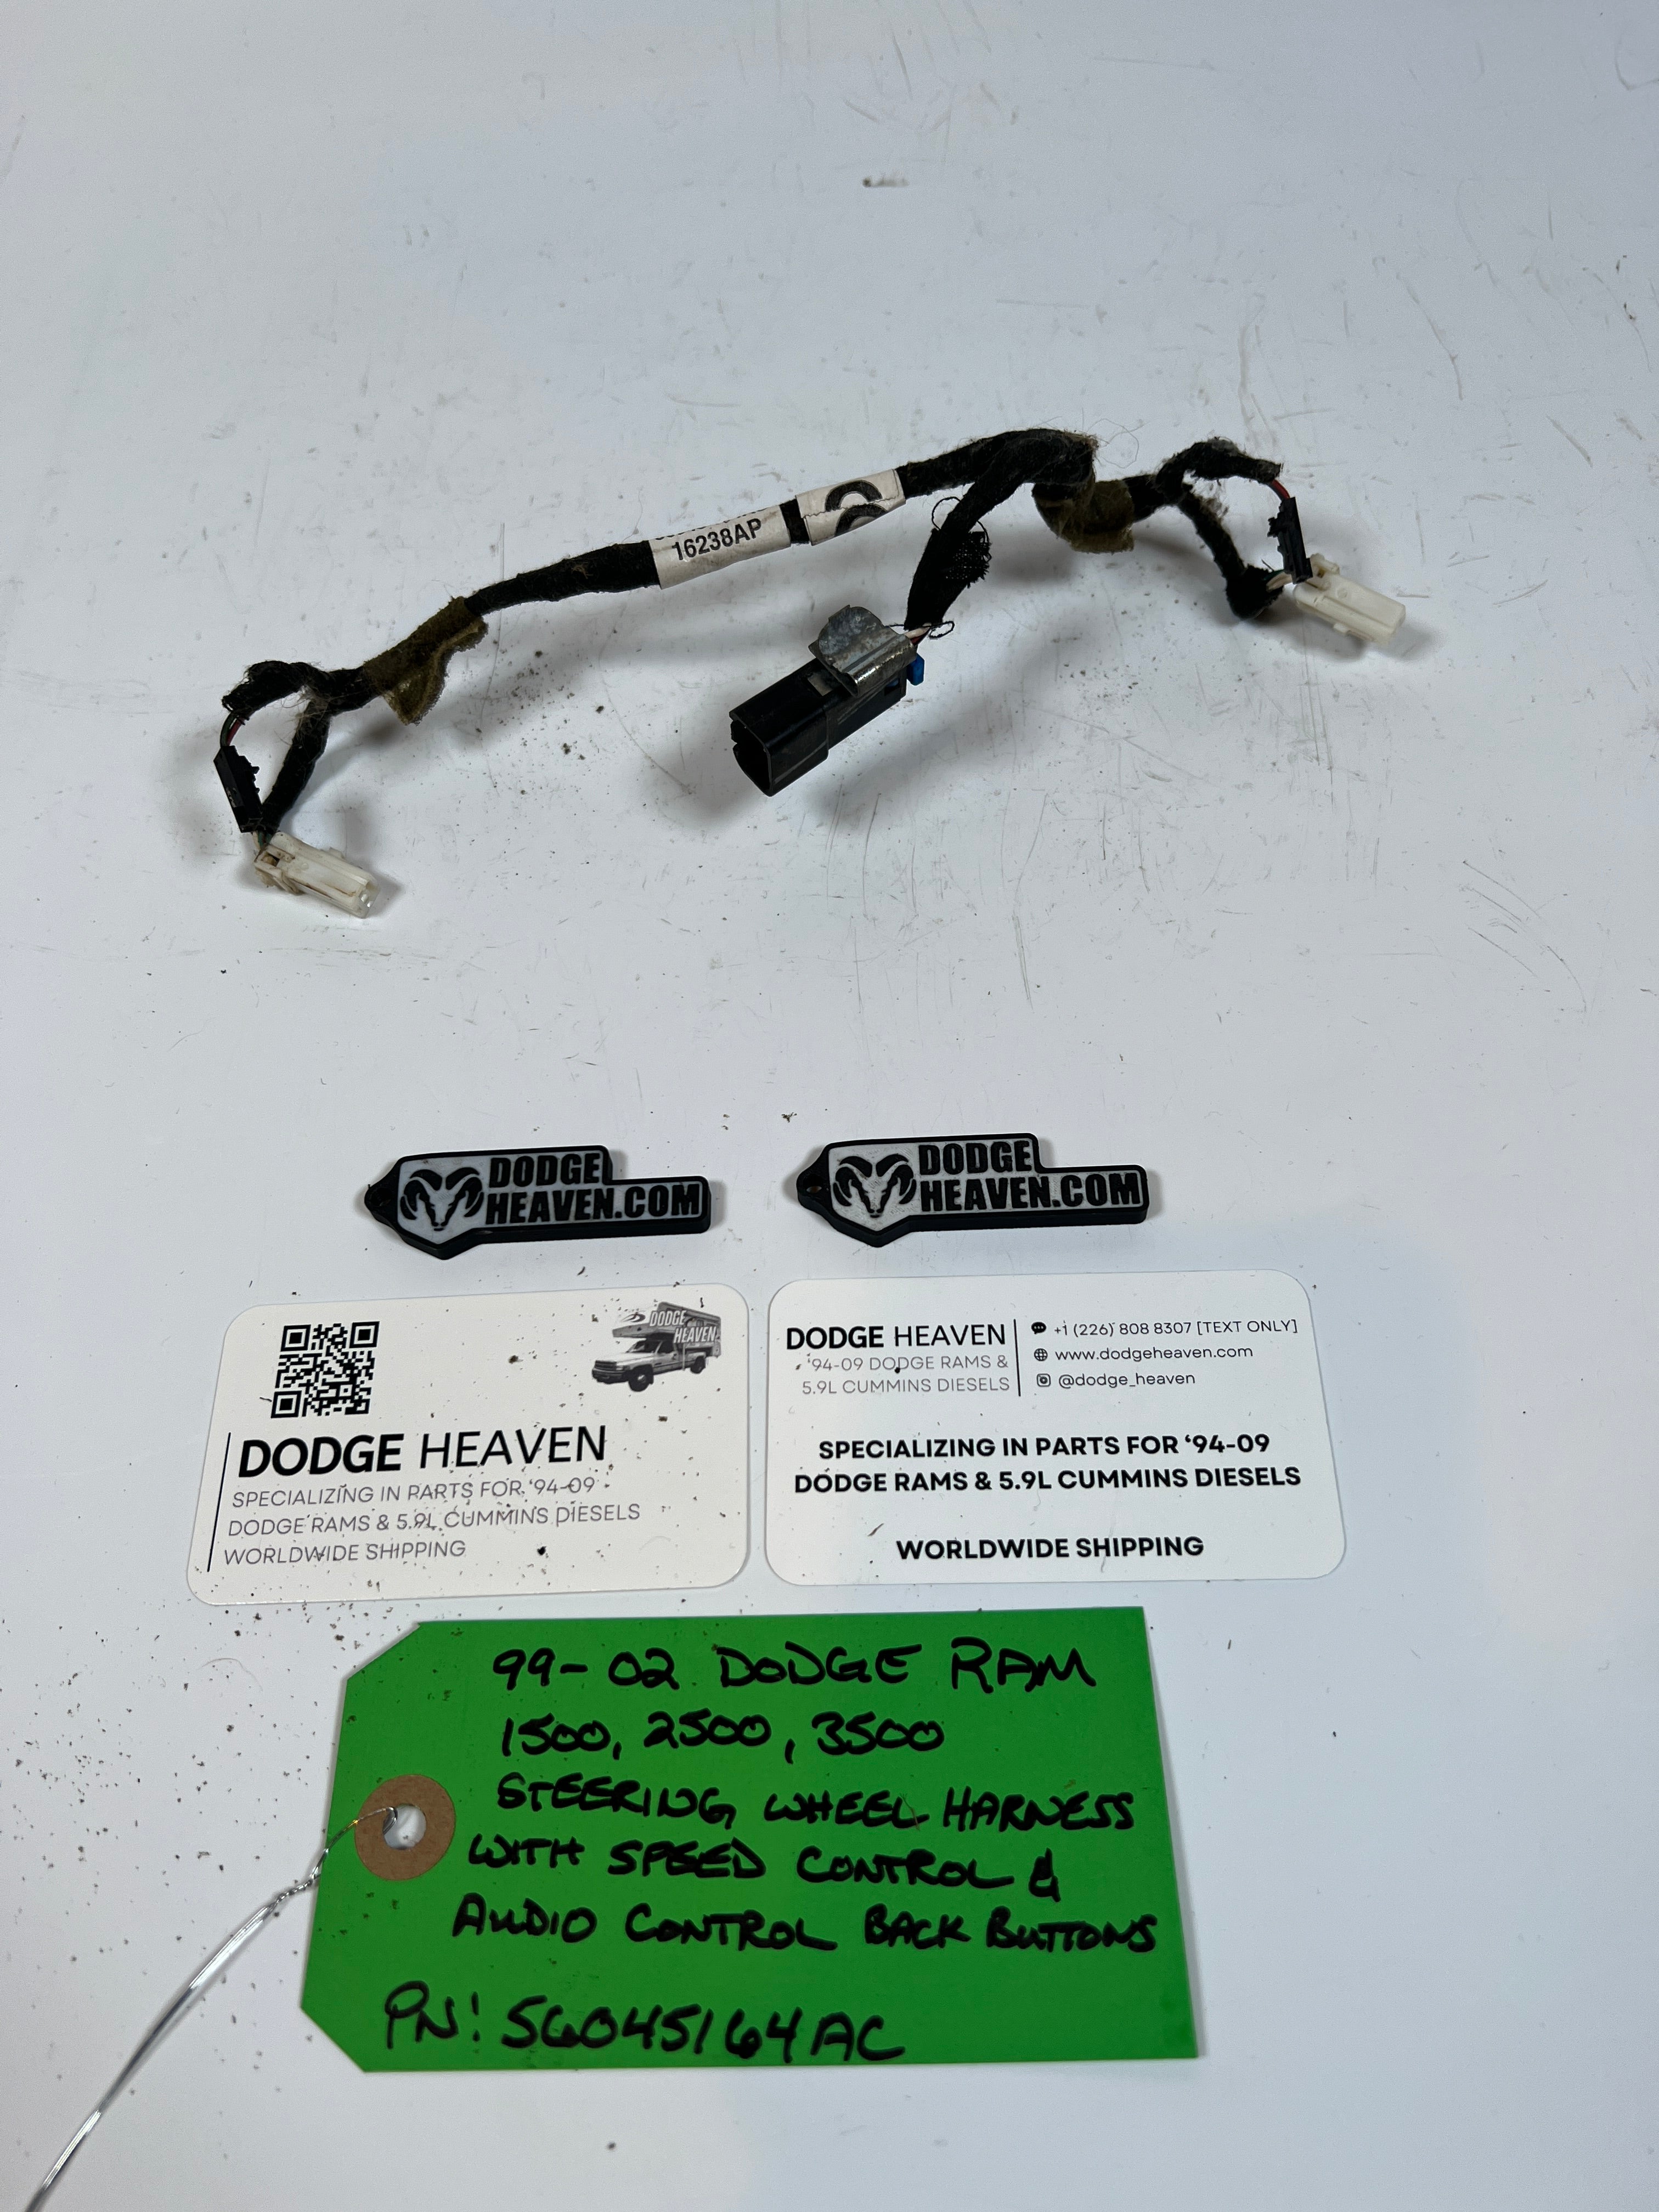 16238AP
DODGE
HEAVEN.COM
DODGE
HEAVEN.COM
DODGE
HEAVEN
DODGE HEAVEN
SPECIALIZING IN PARTS FOR '94-09
DODGE RAMS & 5.9L CUMMINS DIESELS
WORLDWIDE SHIPPING
DODGE HEAVEN
'94-09 DODGE RAMS &
5.9L CUMMINS DIESELS
+1 (226) 808 8307 [TEXT ONLY]
www.dodgeheaven.com
@dodge_heaven
SPECIALIZING IN PARTS FOR '94-09
DODGE RAMS & 5.9L CUMMINS DIESELS
WORLDWIDE SHIPPING
99-02 DODGE RAM
1500, 2500, 3500
STEERING WHEEL HARNESS
WITH SPEED CONTROL &
AUDIO CONTROL BACK BUTTONS
PN: 56045164AC